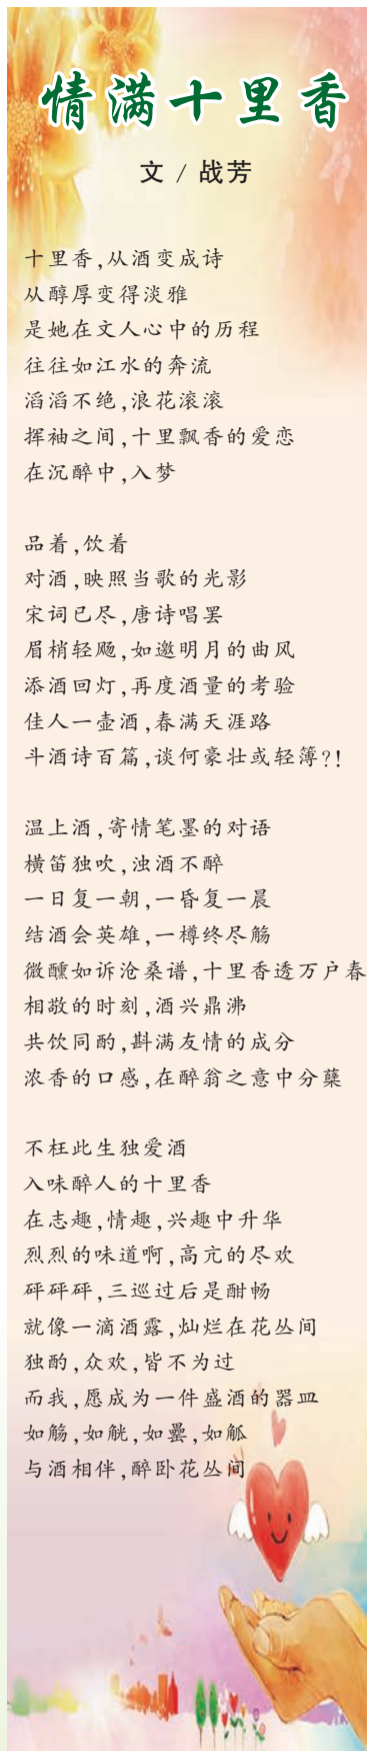 情满十里香
文 / 战芳
十里香,从酒变成诗
从醇厚变得淡雅
是她在文人心中的历程
往往如江水的奔流
滔滔不绝,浪花滚滚
挥袖之间,十里飘香的爱恋
在沉醉中,入梦
品着,饮着
对酒,映照当歌的光影
宋词已尽,唐诗唱罢
眉梢轻飏,如邀明月的曲风
添酒回灯,再度酒量的考验
佳人一壶酒,春满天涯路
斗酒诗百篇,谈何豪壮或轻薄?!
温上酒,寄情笔墨的对语
横笛独吹,浊酒不醉
一日复一朝,一昏复一晨
结酒会英雄,一樽终尽觞
微醺如诉沧桑谱,十里香透万户春
相敬的时刻,酒兴鼎沸
共饮同酌,斟满友情的成分
浓香的口感,在醉翁之意中分蘖
不枉此生独爱酒
入味醉人的十里香
在志趣,情趣,兴趣中升华
烈烈的味道啊,高亢的尽欢
砰砰砰,三巡过后是酣畅
就像一滴酒露,灿烂在花丛间
独酌,众欢,皆不为过
而我,愿成为一件盛酒的器皿
如觞,如觥,如罍,如觚
与酒相伴,醉卧花丛间